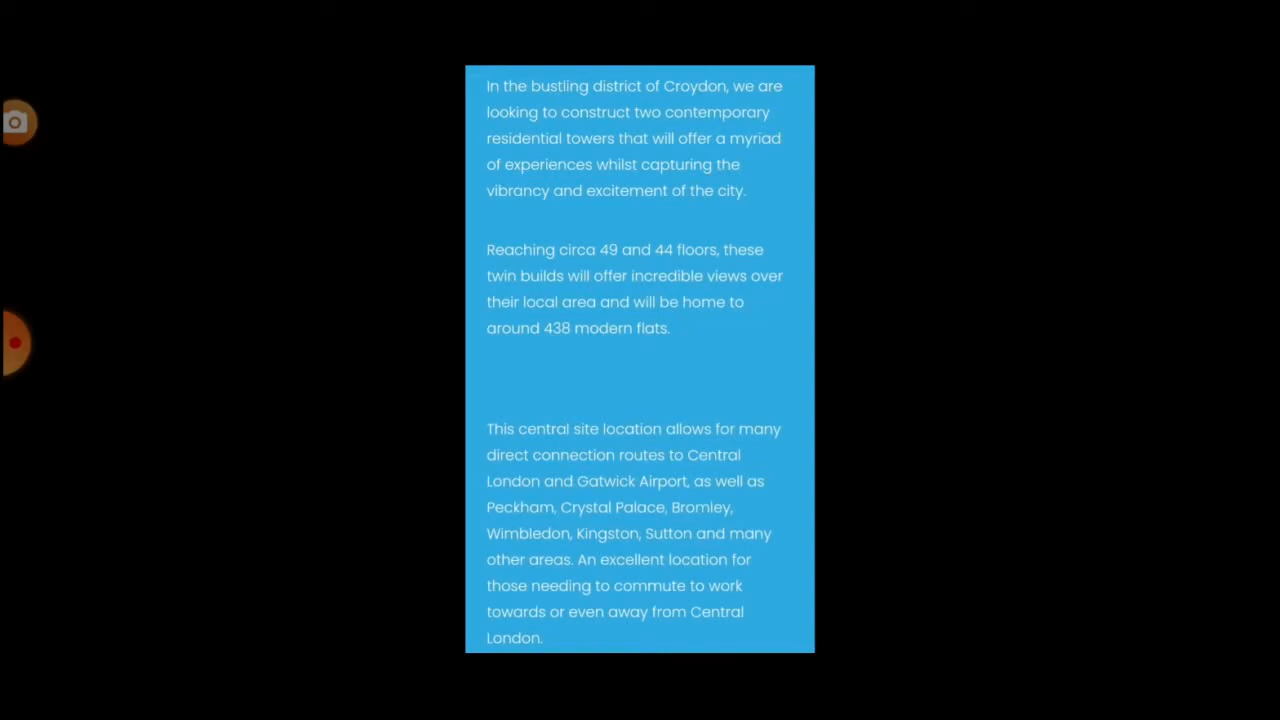 In the bustling district of Croydon, we are
looking to construct two contemporary
residential towers that will offer a myriad
of experiences whilst capturing the
vibrancy and excitement of the city.
Reaching circa 49 and 44 floors, these
twin builds will offer incredible views over
their local area and will be home to
around 438 modern flats.
This central site location allows for many
direct connection routes to Central
London and Gatwick Airport, as well as
Peckham, Crystal Palace, Bromley,
Wimbledon, Kingston, Sutton and many
other areas. An excellent location for
those needing to commute to work
towards or even away from Central
London.